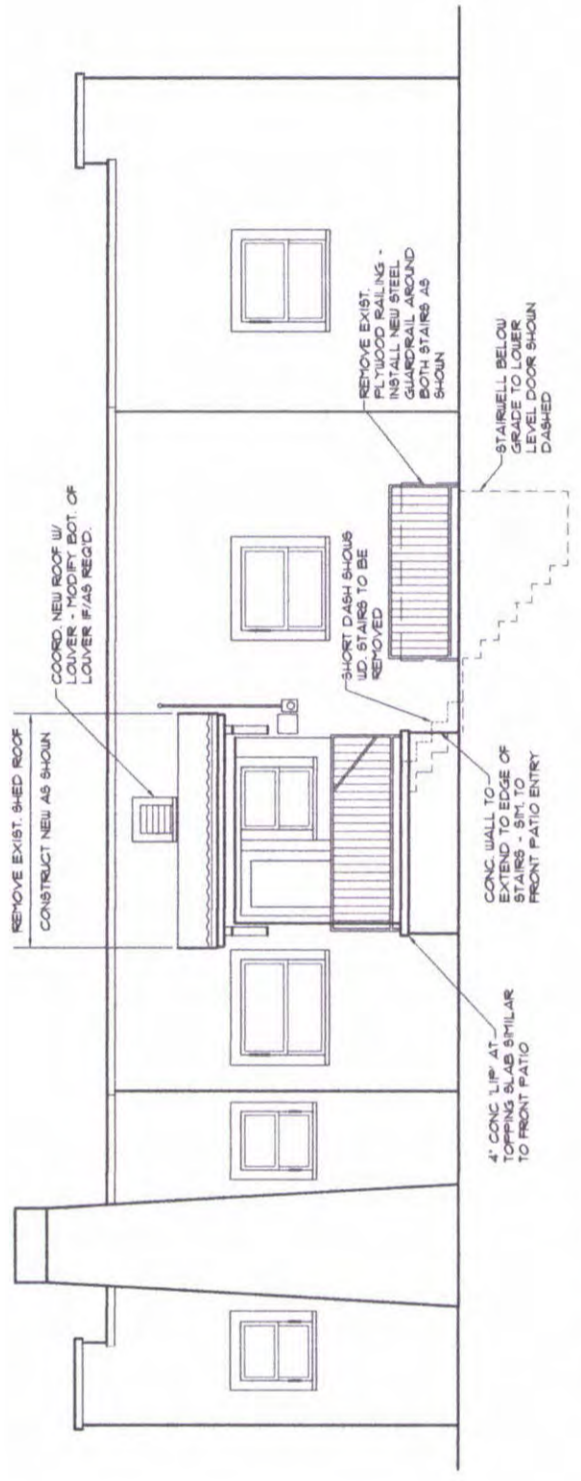 REMOVE EXIST. SHED ROOF
CONSTRUCT NEW AS SHOWN
COORD. NEW ROOF W/
LOUVER - MODIFY BOT. OF
LOUVER IF/AS REQ'D.
REMOVE EXIST.
PLYWOOD RAILING -
INSTALL NEW STEEL
GUARDRAIL AROUND
BOTH STAIRS AS
SHOWN
SHORT DASH SHOWS
WD. STAIRS TO BE
REMOVED
4" CONC 'LIP' AT
TOPPING SLAB SIMILAR
TO FRONT PATIO
CONC. WALL TO
EXTEND TO EDGE OF
STAIRS - SIM. TO
FRONT PATIO ENTRY
STAIRWELL BELOW
GRADE TO LOWER
LEVEL DOOR SHOWN
DASHED